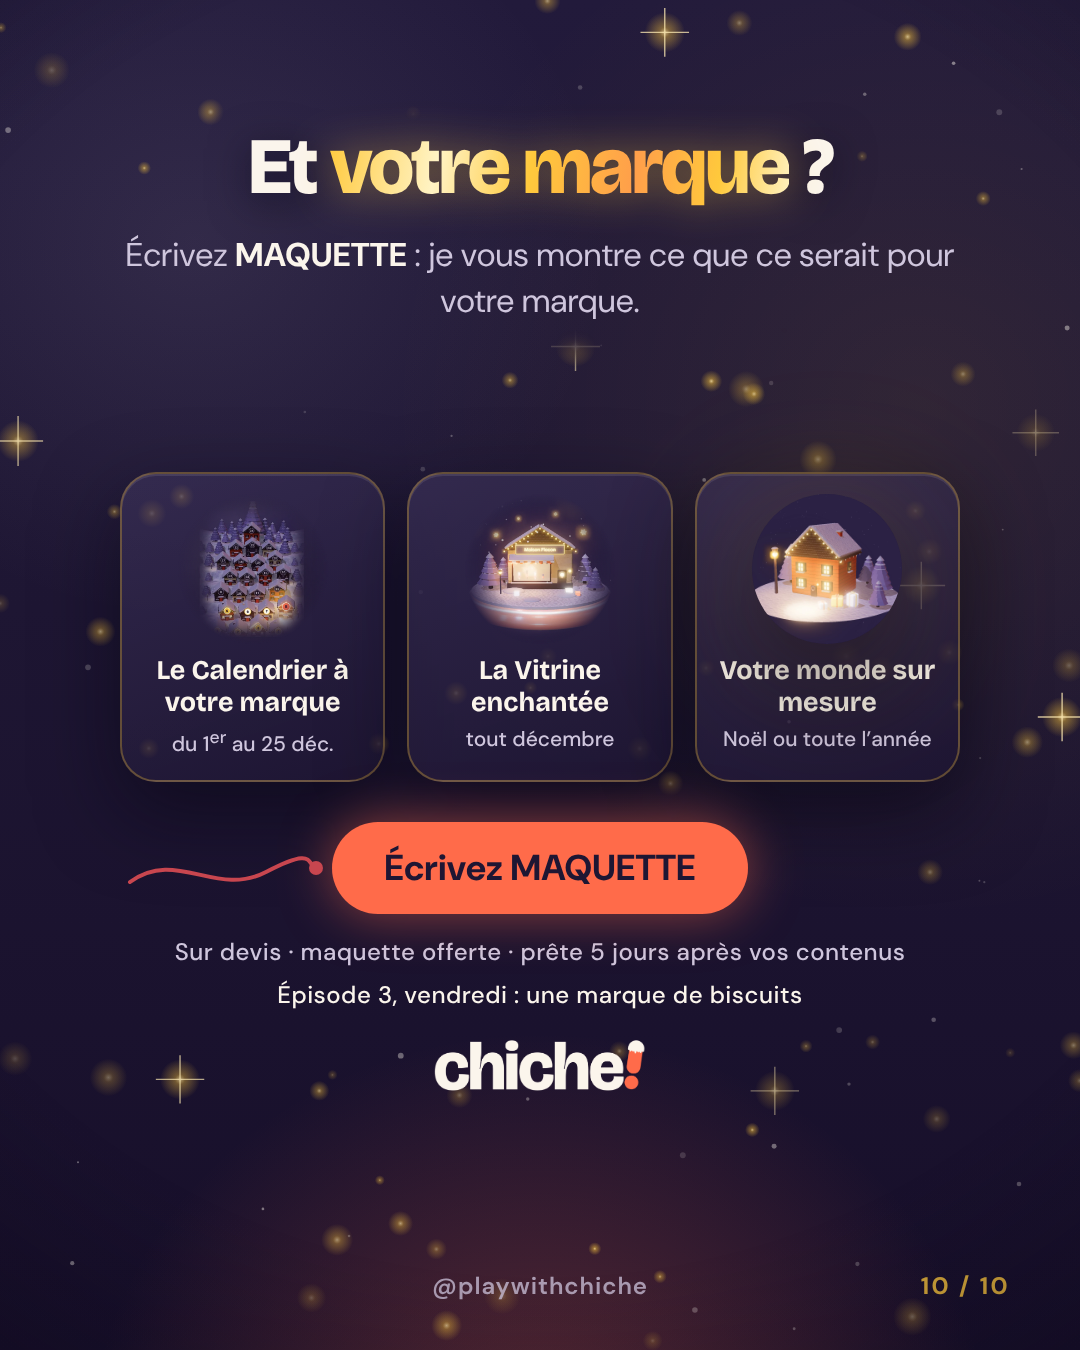 Et votre marque ?
Écrivez MAQUETTE : je vous montre ce que ce serait pour
votre marque.
Le Calendrier à
votre marque
du 1er au 25 déc.
La Vitrine
enchantée
tout décembre
Votre monde sur
mesure
Noël ou toute l’année
Écrivez MAQUETTE
Sur devis · maquette offerte · prête 5 jours après vos contenus
Épisode 3, vendredi : une marque de biscuits
chiche!
@playwithchiche
10 / 10